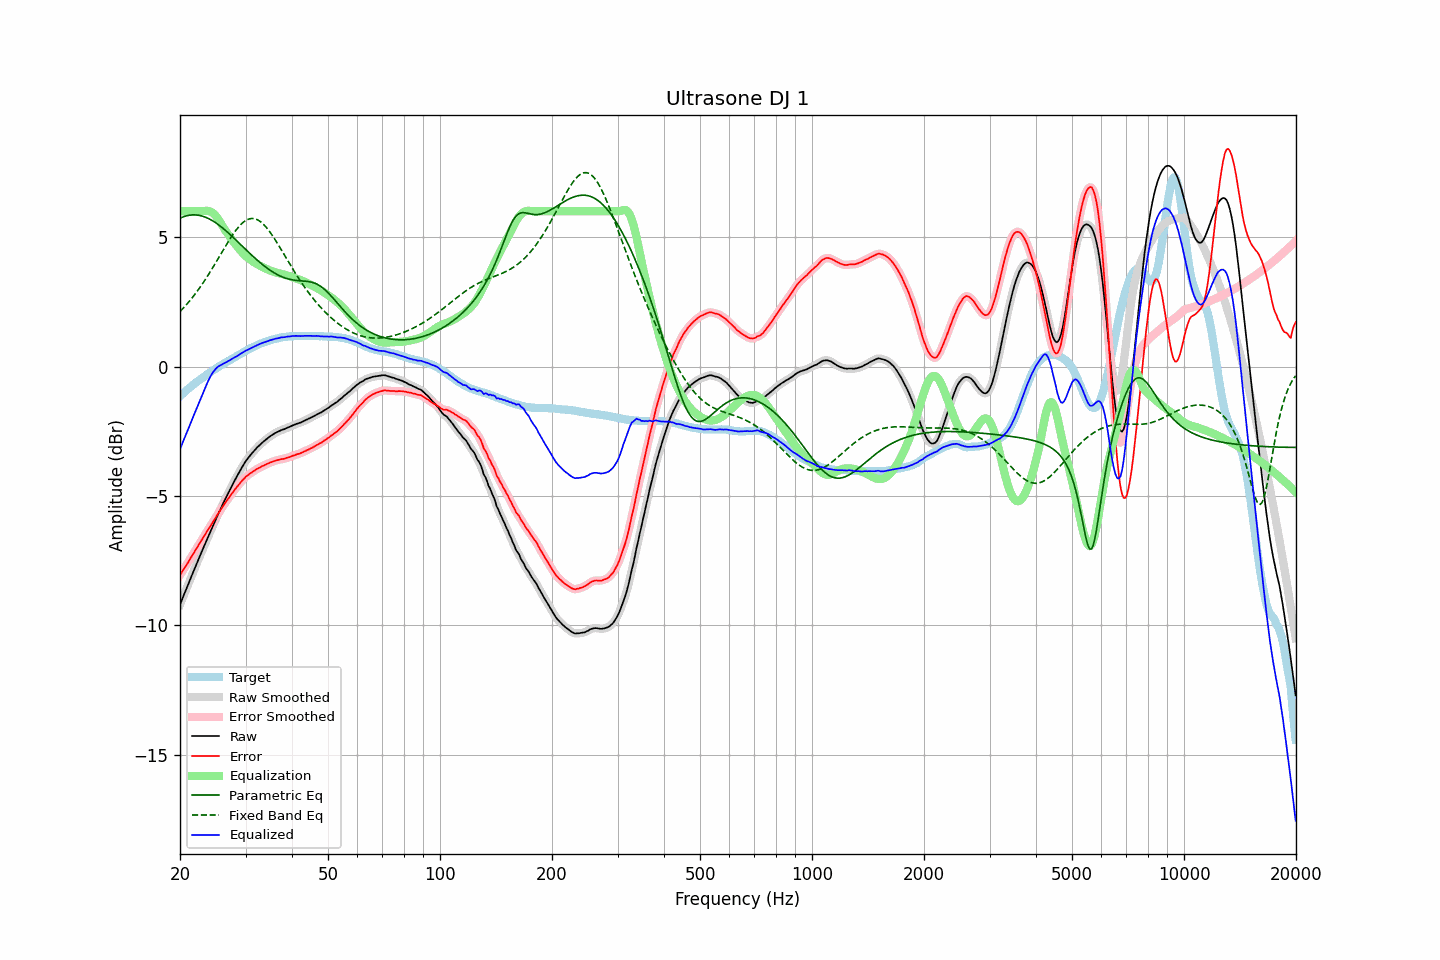 Ultrasone DJ 1
Amplitude (dBr)
5
0
−5
−10
−15
Target
Raw Smoothed
Error Smoothed
Raw
Error
Equalization
Parametric Eq
Fixed Band Eq
Equalized
20 50 100 200 500 1000 2000 5000 10000 20000
Frequency (Hz)